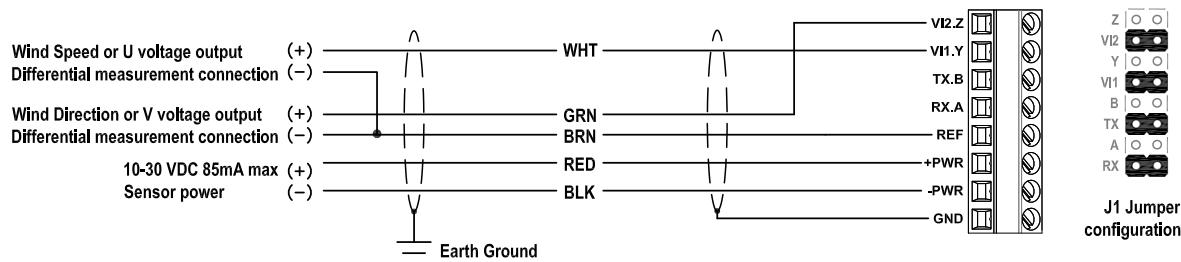 Wind Speed or U voltage output (+)
Differential measurement connection (−)
Wind Direction or V voltage output (+)
Differential measurement connection (−)
10-30 VDC 85mA max (+)
Sensor power (−)
WHT
GRN
BRN
RED
BLK
Earth Ground
VI2.Z
VI1.Y
TX.B
RX.A
REF
+PWR
-PWR
GND
Z
VI2
Y
VI1
B
TX
A
RX
J1 Jumper
configuration